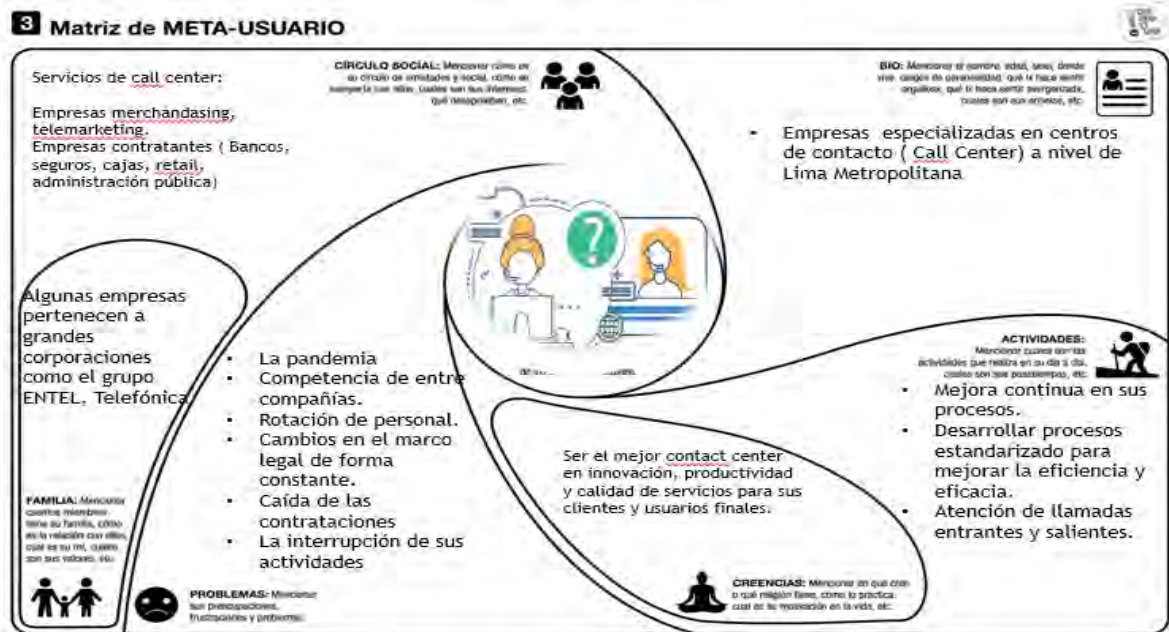 3 Matriz de META-USUARIO
Servicios de call center:
Empresas merchandasing,
telemarketing.
Empresas contratantes ( Bancos,
seguros, cajas, retail,
administración pública)
CÍRCULO SOCIAL: Mencionar cómo es
su círculo de amistades y social, cómo se
comporta con ellos, cuáles son sus intereses,
qué desaprueban, etc.
BIO: Mencionar el nombre, edad, sexo, donde
vive, rasgos de personalidad, qué le hace sentir
orgullosa, qué le hace sentir avergonzada,
cuáles son sus anhelos, etc.
• Empresas especializadas en centros
de contacto ( Call Center) a nivel de
Lima Metropolitana
?
Algunas empresas
pertenecen a
grandes
corporaciones
como el grupo
ENTEL, Telefónica
FAMILIA: Mencionar
cuántos miembros
tiene su familia, cómo
es la relación con ellos,
cuál es su rol, cuáles
son sus valores, etc.
• La pandemia
• Competencia de entre
compañías.
• Rotación de personal.
• Cambios en el marco
legal de forma
constante.
• Caída de las
contrataciones
• La interrupción de sus
actividades
PROBLEMAS: Mencionar
sus preocupaciones,
frustraciones y problemas.
Ser el mejor contact center
en innovación, productividad
y calidad de servicios para sus
clientes y usuarios finales.
CREENCIAS: Mencionar en qué cree
o qué religión tiene, cómo la practica,
cuál es su motivación en la vida, etc.
ACTIVIDADES:
Mencionar cuáles son las
actividades que realiza en su día a día,
cuáles son sus pasatiempos, etc.
• Mejora continua en sus
procesos.
• Desarrollar procesos
estandarizado para
mejorar la eficiencia y
eficacia.
• Atención de llamadas
entrantes y salientes.